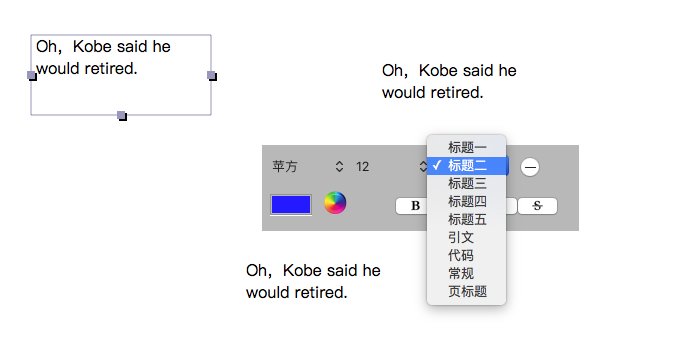 Oh，Kobe said he
would retired.
Oh，Kobe said he
would retired.
苹方
12
标题一
✓ 标题二
标题三
标题四
标题五
引文
代码
常规
页标题
B
S
Oh，Kobe said he
would retired.